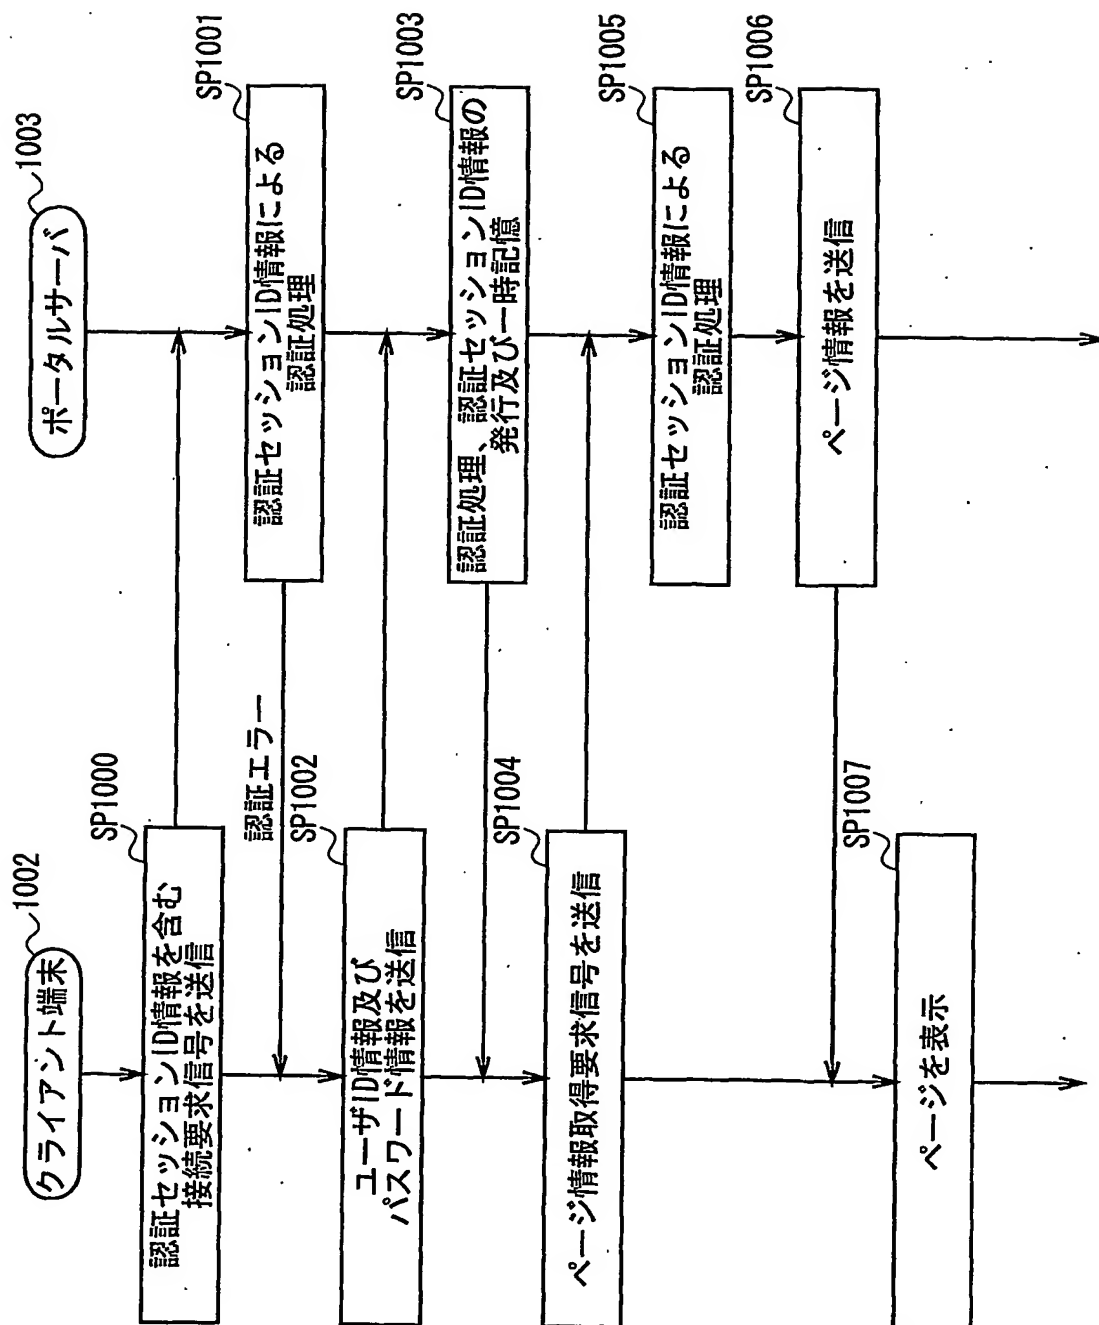 クライアント端末
1002
ポータルサーバ
1003
SP1000
認証セッションID情報を含む
接続要求信号を送信
SP1001
認証セッションID情報による
認証処理
認証エラー
SP1002
ユーザID情報及び
パスワード情報を送信
SP1003
認証処理、認証セッションID情報の
発行及び一時記憶
SP1004
ページ情報取得要求信号を送信
SP1005
認証セッションID情報による
認証処理
SP1006
ページ情報を送信
SP1007
ページを表示